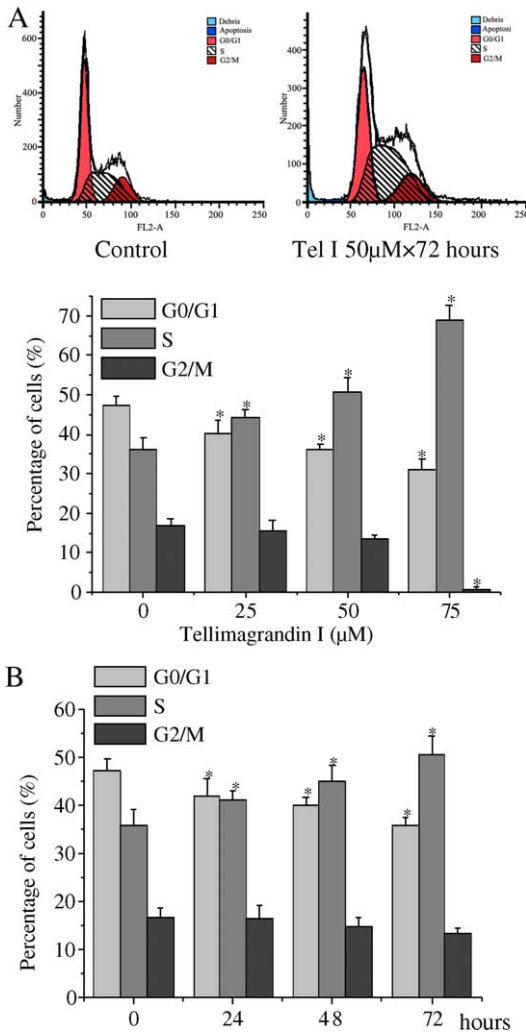 A
Debris
Apoptosis
G0/G1
S
G2/M
Number
600
400
200
0
0 50 100 150 200 250
FL2-A
Control
Debris
Apoptosi
G0/G1
S
G2/M
Number
400
300
200
100
0
0 50 100 150 200 250
FL2-A
Tel I 50μM×72 hours
G0/G1
S
G2/M
Percentage of cells (%)
70
60
50
40
30
20
10
0
* * * * * * *
0 25 50 75
Tellimagrandin I (μM)
B
G0/G1
S
G2/M
Percentage of cells (%)
60
50
40
30
20
10
0
* * * * * *
0 24 48 72 hours